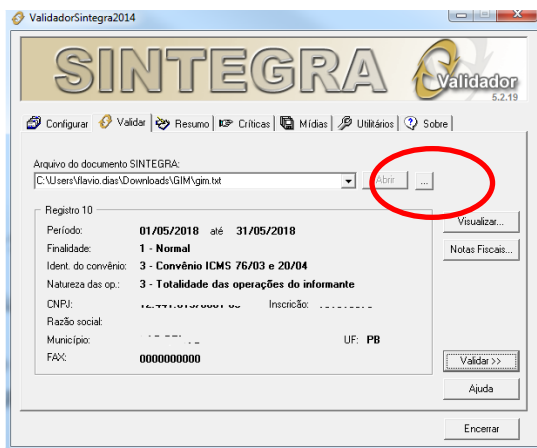 ValidadorSintegra2014
SINTEGRA Validador
5.2.19
Configurar Validar Resumo Críticas Mídias Utilitários Sobre
Arquivo do documento SINTEGRA:
C:\Users\flavio.dias\Downloads\GIM\gim.txt Abrir ...
Registro 10
Visualizar...
Período: 01/05/2018 até 31/05/2018
Finalidade: 1 - Normal
Notas Fiscais...
Ident. do convênio: 3 - Convênio ICMS 76/03 e 20/04
Natureza das op.: 3 - Totalidade das operações do informante
CNPJ: Inscrição:
Razão social:
Município: UF: PB
FAX: 0000000000
Validar >>
Ajuda
Encerrar